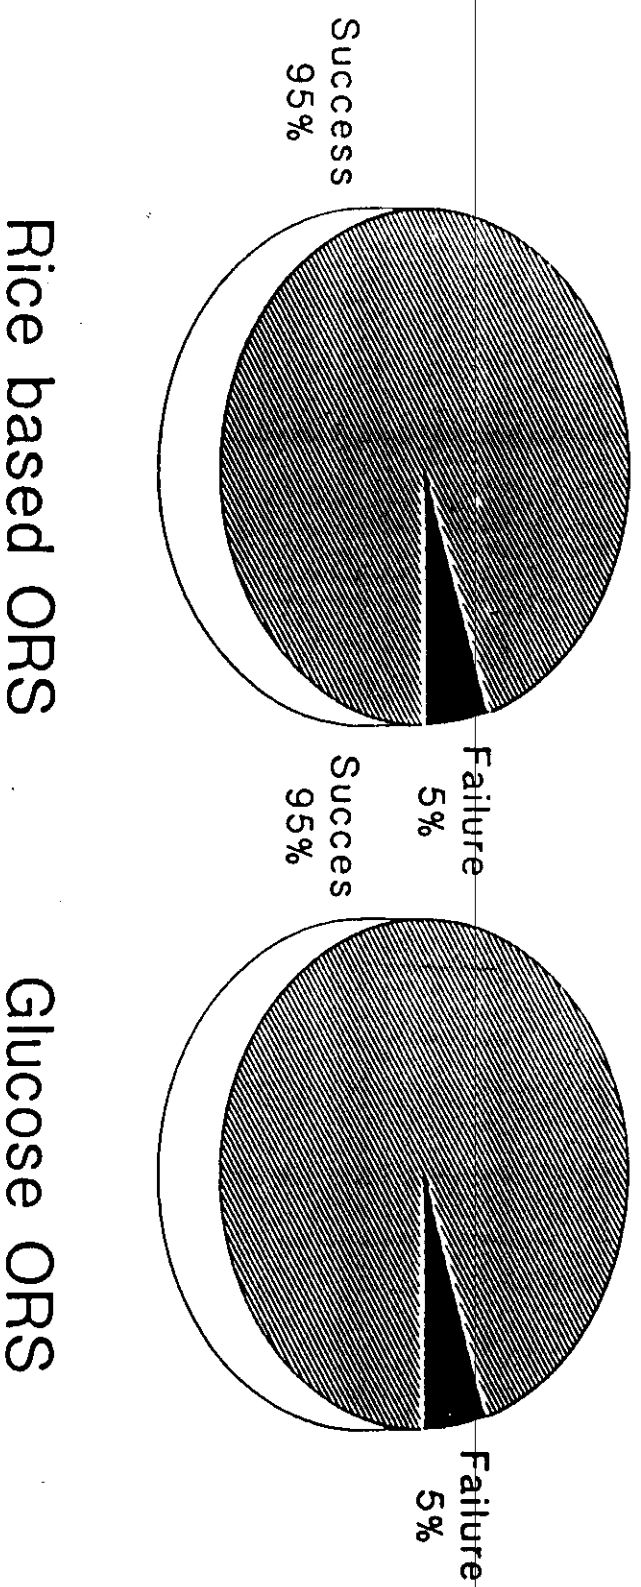 Success
95%
Failure
5%
Rice based ORS
Succes
95%
Failure
5%
Glucose ORS